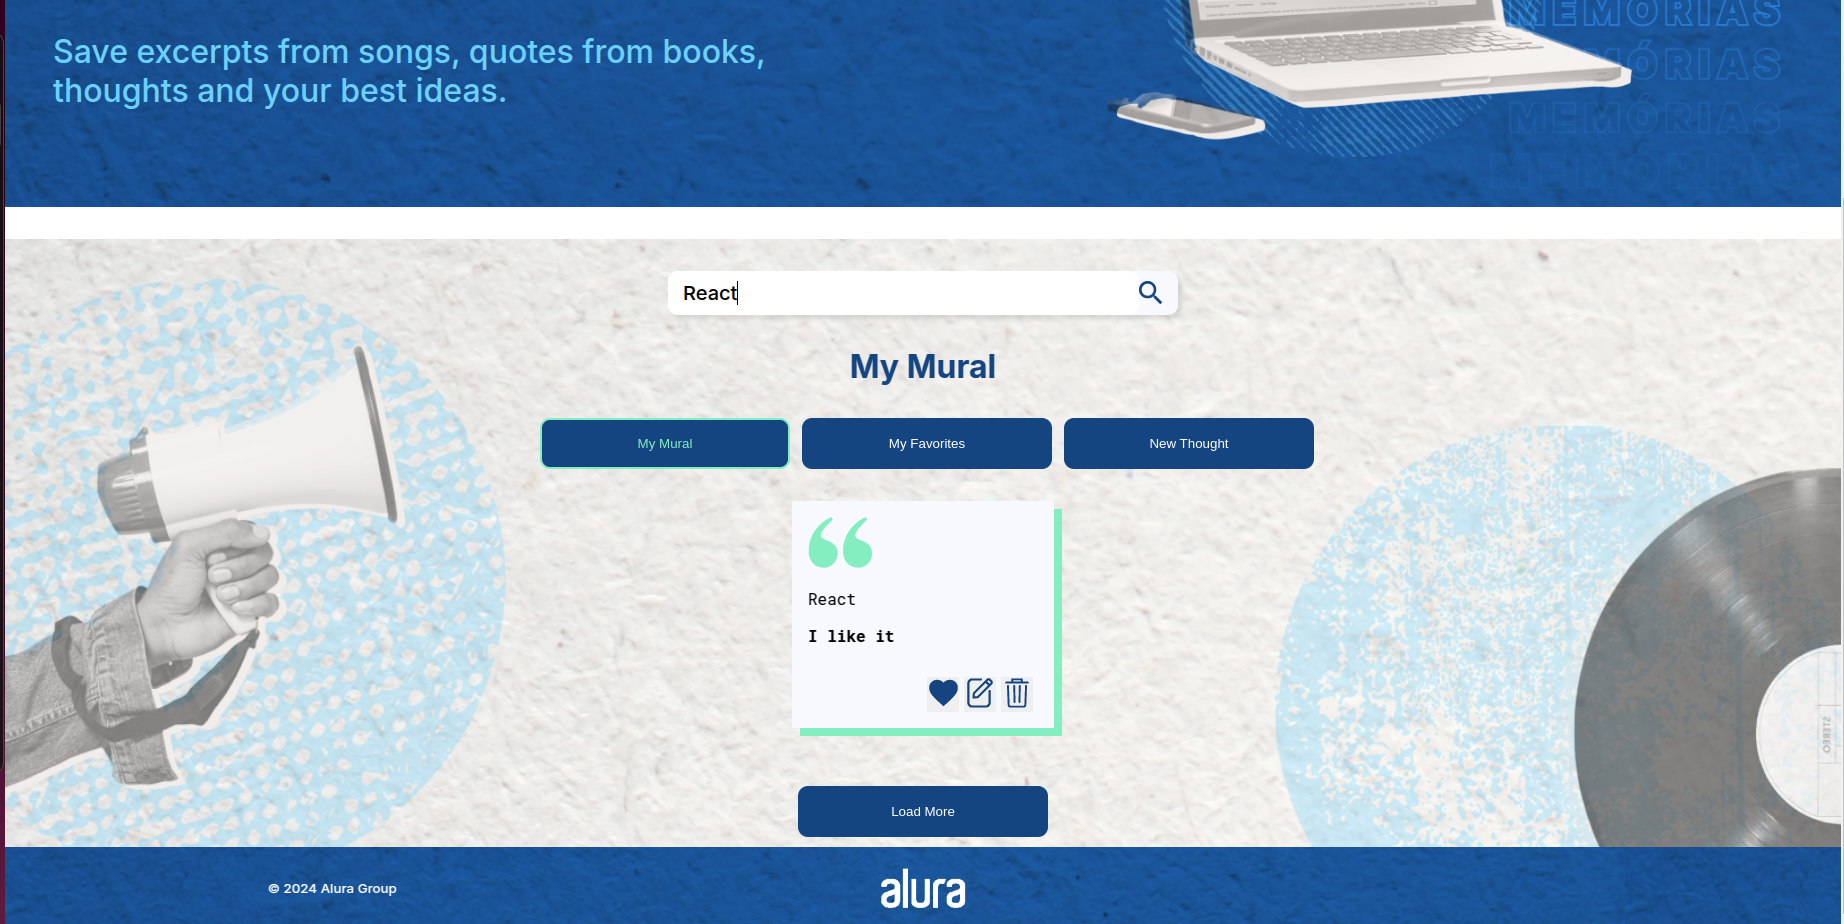 MEMÓRIAS
Save excerpts from songs, quotes from books,
MEMÓRIAS
thoughts and your best ideas.
MEMÓRIAS
MEMÓRIAS
React
My Mural
My Mural
My Favorites
New Thought
React
I like it
STEREO
Load More
© 2024 Alura Group
alura